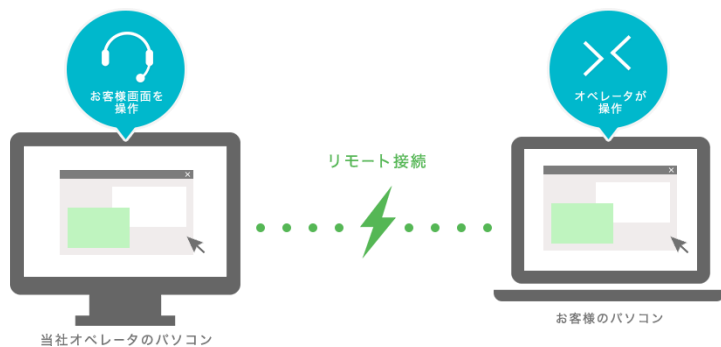 お客様画面を
操作
オペレータが
操作
リモート接続
当社オペレータのパソコン
お客様のパソコン